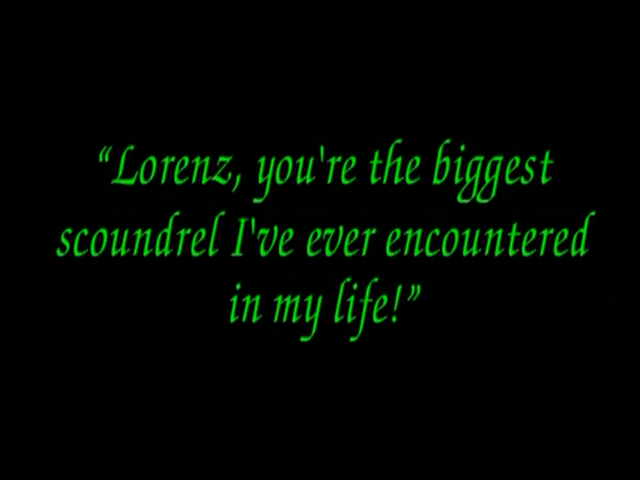 “Lorenz, you're the biggest
scoundrel I've ever encountered
in my life!”